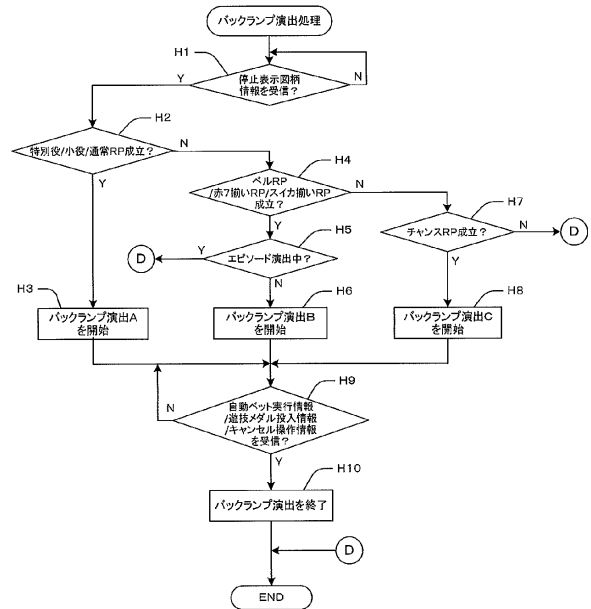 バックランプ演出処理
H1
停止表示図柄
情報を受信?
Y
N
H2
特別役/小役/通常RP成立?
N
Y
H4
ベルRP
/赤7揃いRP/スイカ揃いRP
成立?
N
Y
H7
チャンスRP成立?
N
D
Y
H5
エピソード演出中?
Y
D
N
H3
バックランプ演出A
を開始
H6
バックランプ演出B
を開始
H8
バックランプ演出C
を開始
H9
自動ベット実行情報
/遊技メダル投入情報
/キャンセル操作情報
を受信?
N
Y
H10
バックランプ演出を終了
D
END